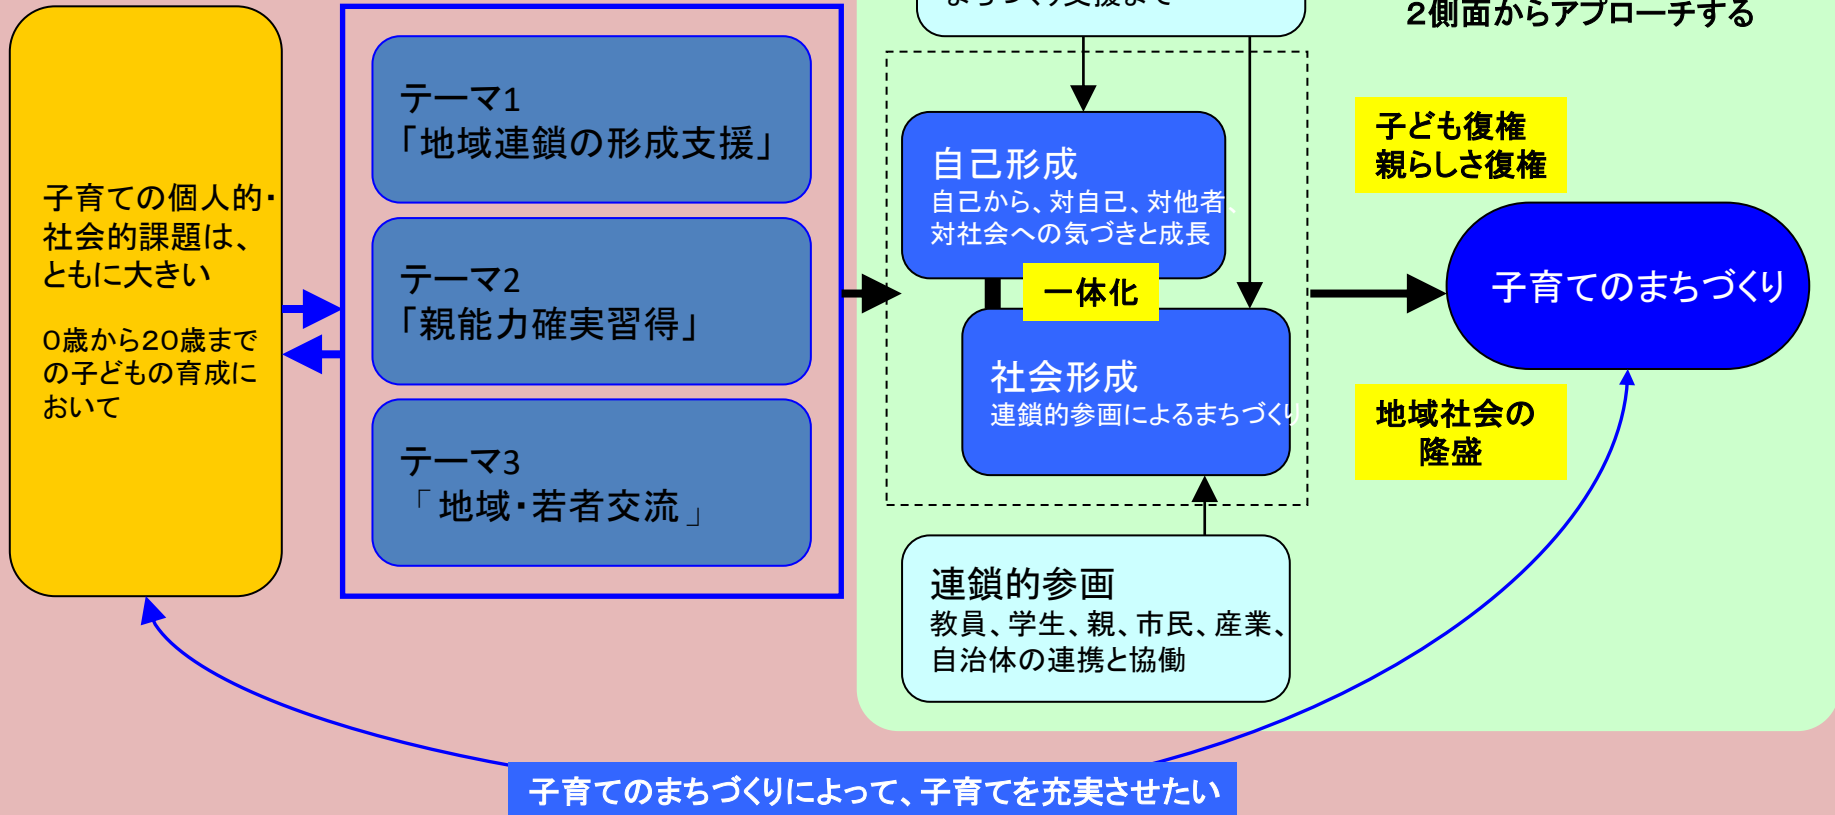 子育ての個人的・
社会的課題は、
ともに大きい
0歳から20歳まで
の子どもの育成に
おいて
テーマ1
「地域連鎖の形成支援」
テーマ2
「親能力確実習得」
テーマ3
「地域・若者交流」
2側面からアプローチする
自己形成
自己から、対自己、対他者、
対社会への気づきと成長
一体化
社会形成
連鎖的参画によるまちづくり
連鎖的参画
教員、学生、親、市民、産業、
自治体の連携と協働
子ども復権
親らしさ復権
子育てのまちづくり
地域社会の
隆盛
子育てのまちづくりによって、子育てを充実させたい